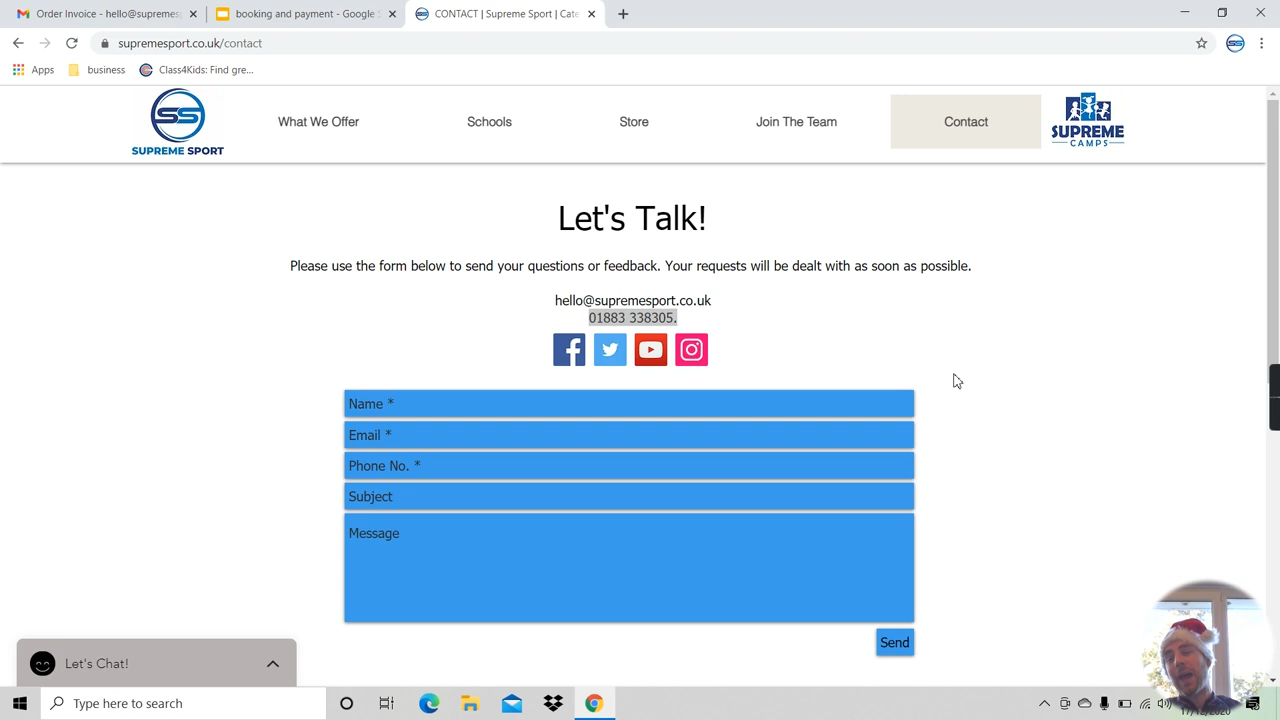 Order Invoice - hello@supremes
booking and payment - Google S
CONTACT | Supreme Sport | Cate
supremesport.co.uk/contact
Apps
business
Class4Kids: Find gre...
SS
SUPREME SPORT
What We Offer
Schools
Store
Join The Team
Contact
SUPREME
CAMPS
Let's Talk!
Please use the form below to send your questions or feedback. Your requests will be dealt with as soon as possible.
hello@supremesport.co.uk
01883 338305.
Name *
Email *
Phone No. *
Subject
Message
Send
Let's Chat!
Type here to search